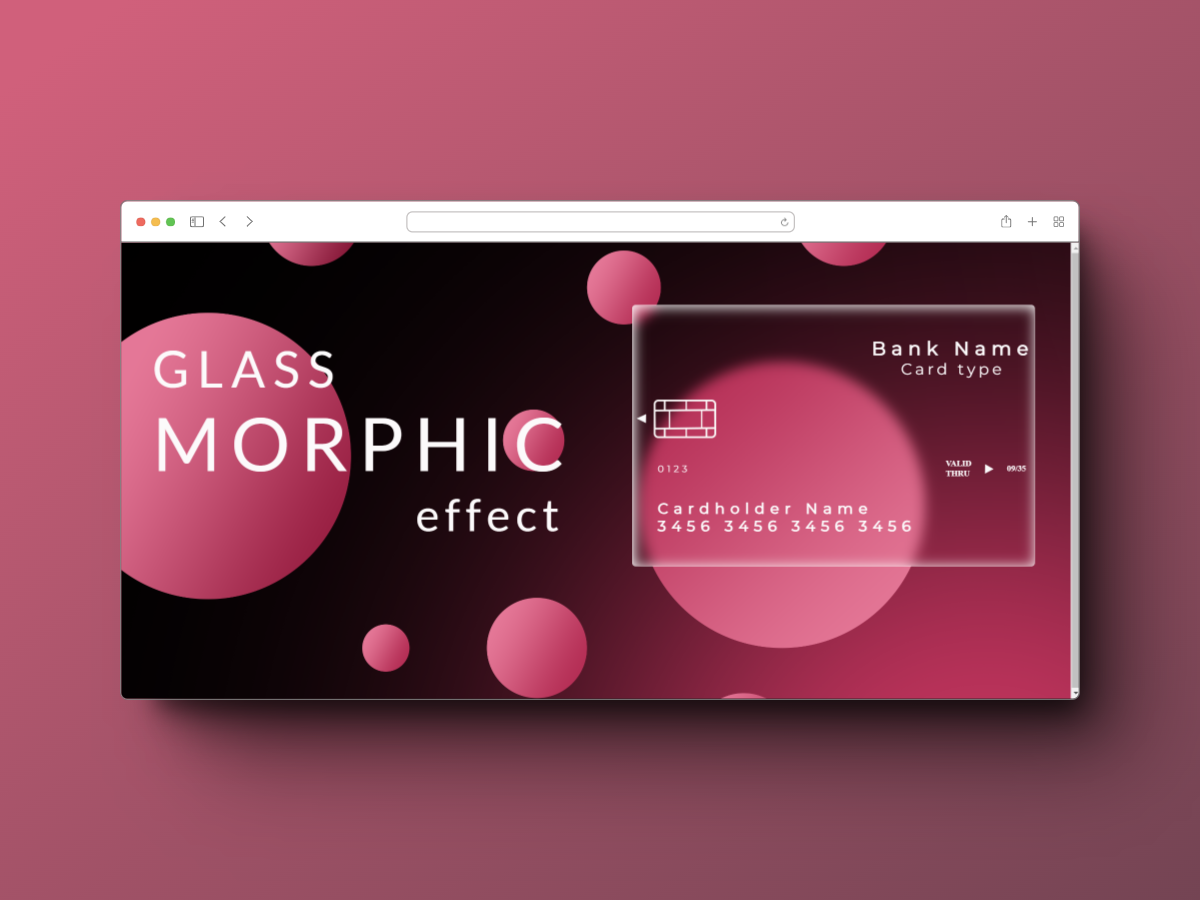 GLASS
MORPHIC
effect
Bank Name
Card type
0123
VALID
THRU
09/35
Cardholder Name
3456 3456 3456 3456